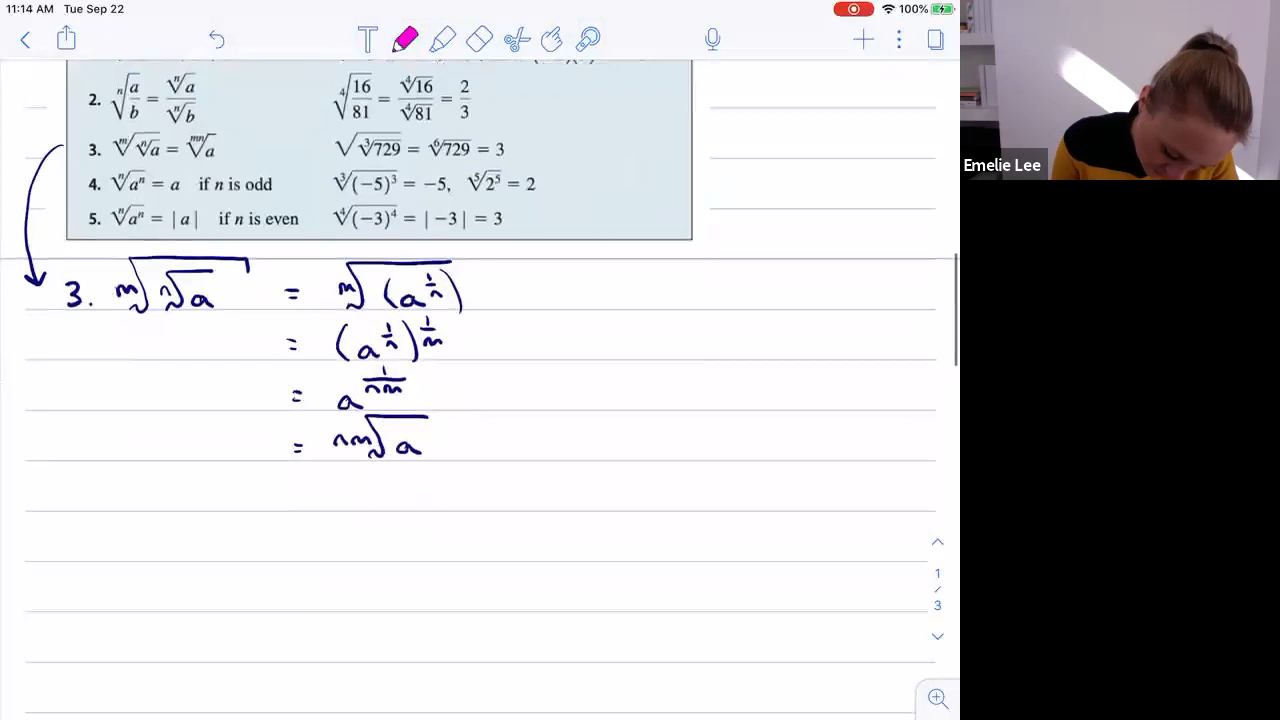 11:14 AM Tue Sep 22
100%
2. ⁿ√(a/b) = ⁿ√a / ⁿ√b    ⁴√(16/81) = ⁴√16 / ⁴√81 = 2/3
3. ᵐ√(ⁿ√a) = ᵐⁿ√a    √(³√729) = ⁶√729 = 3
4. ⁿ√(aⁿ) = a if n is odd    ³√((−5)³) = −5, ⁵√(2⁵) = 2
5. ⁿ√(aⁿ) = |a| if n is even    ⁴√((−3)⁴) = |−3| = 3
3. ᵐ√(ⁿ√a) = ᵐ√(a^(1/n))
= (a^(1/n))^(1/m)
= a^(1/nm)
= ⁿᵐ√a
1
/
3
Emelie Lee